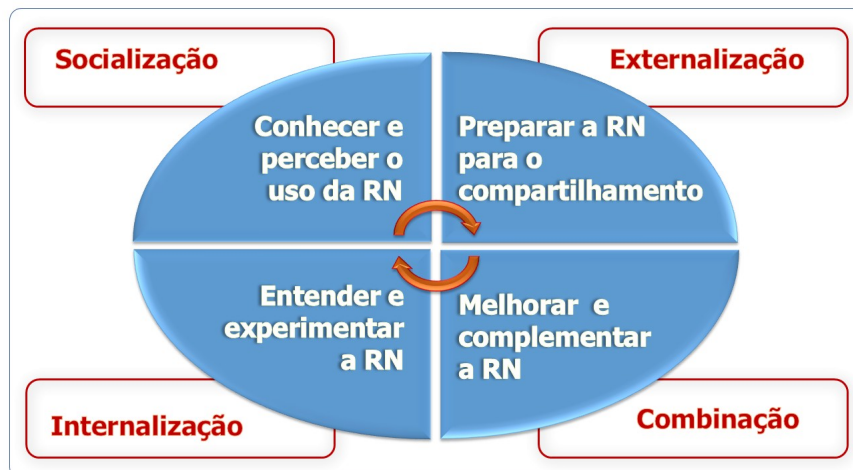 Socialização
Externalização
Conhecer e
perceber o
uso da RN
Preparar a RN
para o
compartilhamento
Entender e
experimentar
a RN
Melhorar e
complementar
a RN
Internalização
Combinação